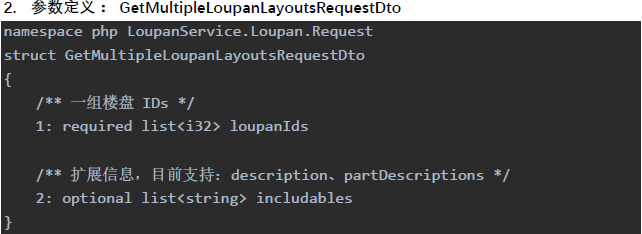 2. 参数定义： GetMultipleLoupanLayoutsRequestDto
namespace php LoupanService.Loupan.Request
struct GetMultipleLoupanLayoutsRequestDto
{
/** 一组楼盘 IDs */
1: required list<i32> loupanIds
/** 扩展信息，目前支持：description、partDescriptions */
2: optional list<string> includables
}